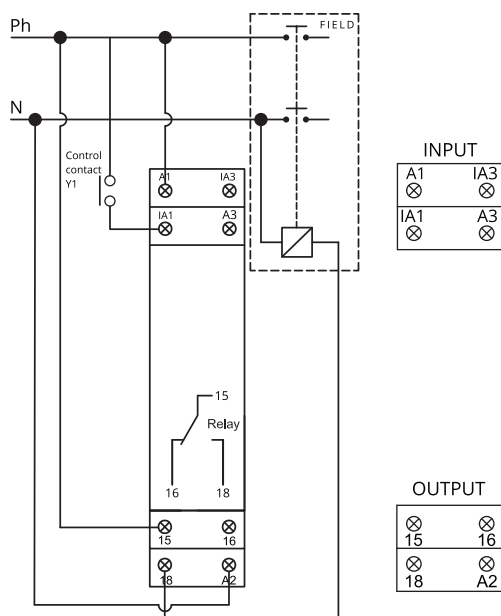 Ph
FIELD
N
Control
contact
Y1
A1 IA3
IA1 A3
15
Relay
16 18
15 16
18 A2
INPUT
A1 IA3
IA1 A3
OUTPUT
15 16
18 A2